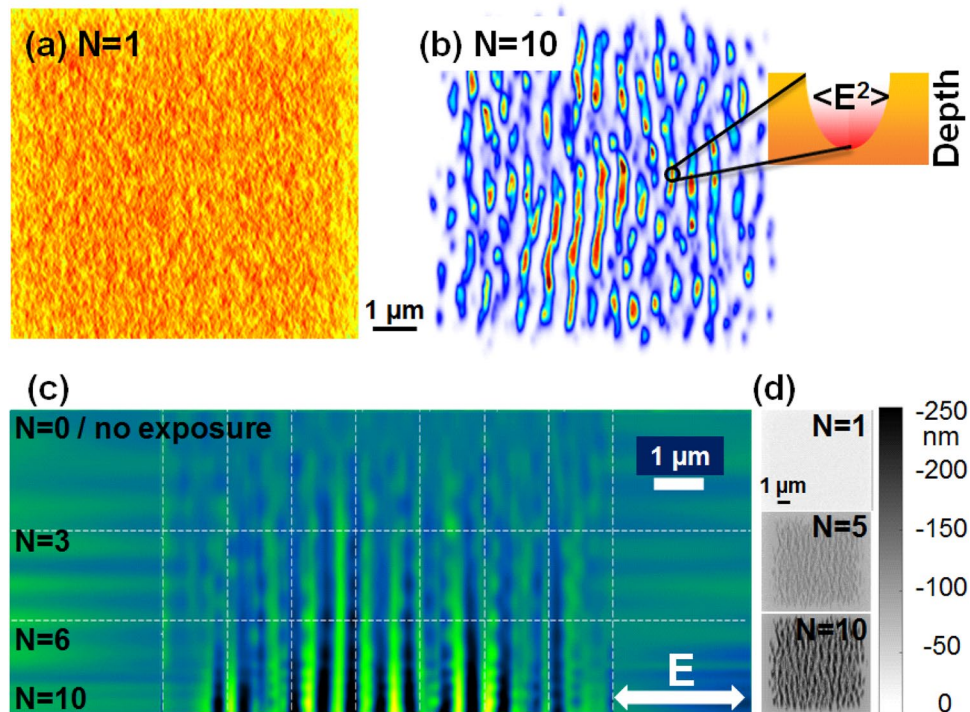 (a) N=1
(b) N=10
<E²>
Depth
1 µm
(c)
N=0 / no exposure
1 µm
N=3
N=6
N=10
E
(d)
N=1
1 µm
N=5
N=10
-250
nm
-200
-150
-100
-50
0